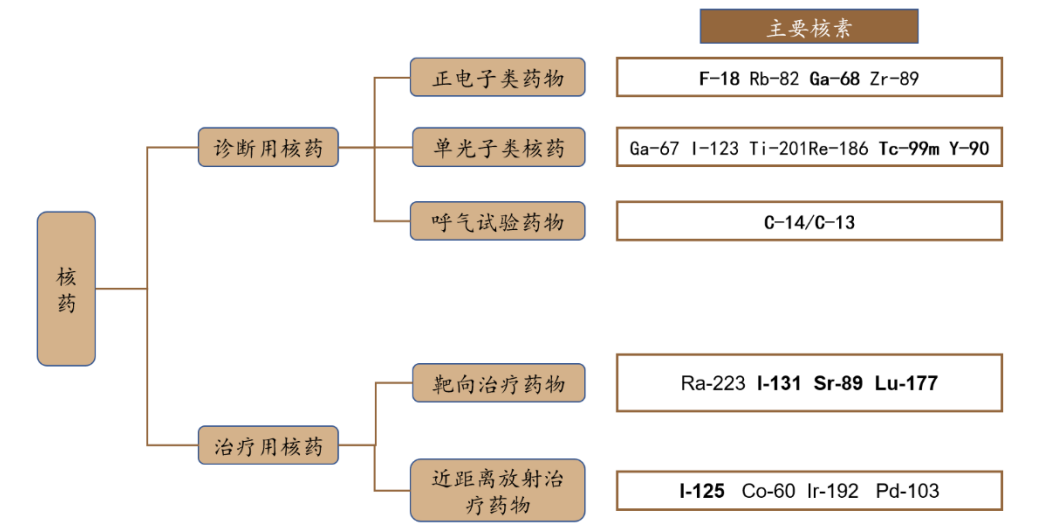 主要核素
正电子类药物
F-18 Rb-82 Ga-68 Zr-89
诊断用核药
单光子类核药
Ga-67 I-123 Ti-201Re-186 Tc-99m Y-90
呼气试验药物
C-14/C-13
核
药
靶向治疗药物
Ra-223 I-131 Sr-89 Lu-177
治疗用核药
近距离放射治
疗药物
I-125 Co-60 Ir-192 Pd-103